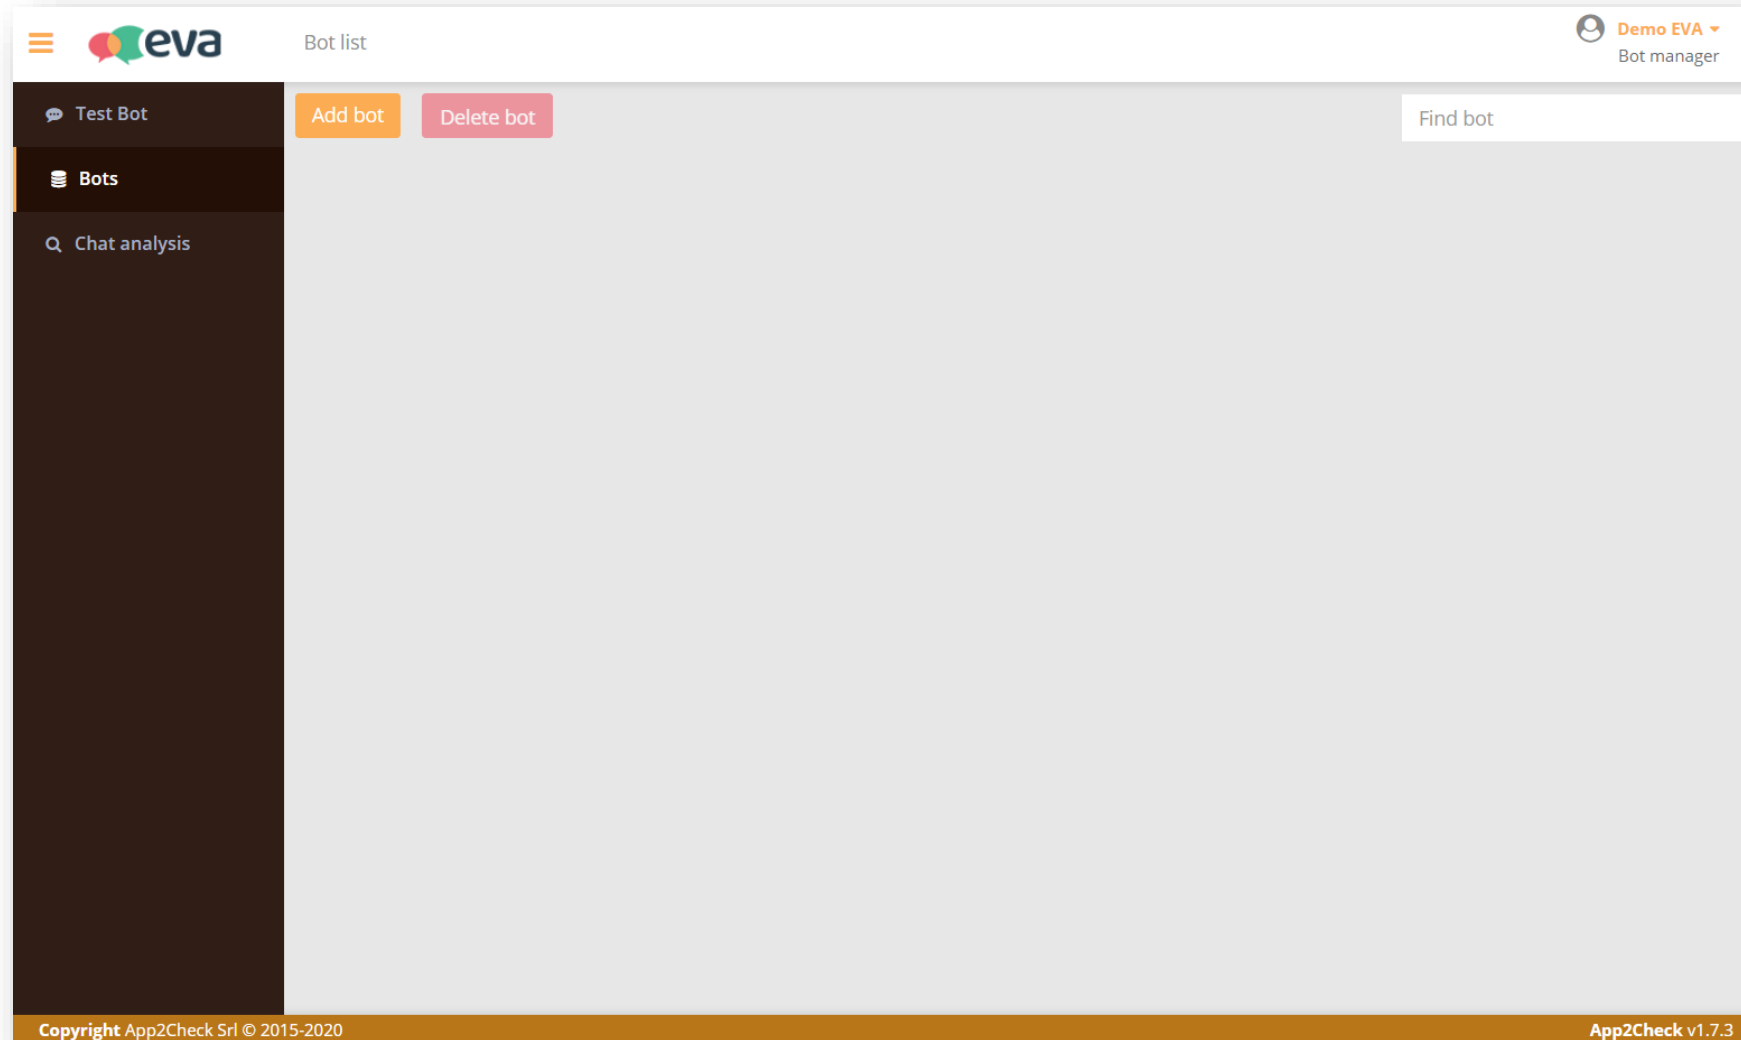 eva
Bot list
Demo EVA
Bot manager
Test Bot
Bots
Chat analysis
Add bot
Delete bot
Find bot
Copyright App2Check Srl © 2015-2020
App2Check v1.7.3